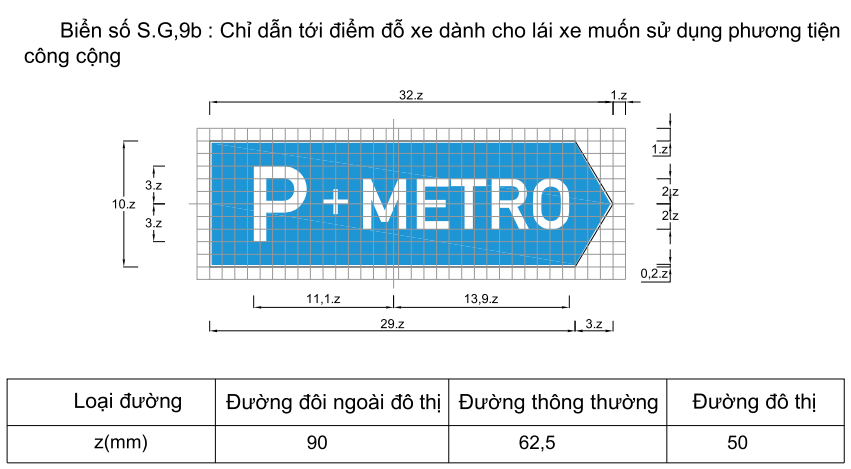 Biển số S.G,9b : Chỉ dẫn tới điểm đỗ xe dành cho lái xe muốn sử dụng phương tiện
công cộng
32.z 1.z
1.z
10.z 3.z 3.z
P + METRO
2.z
2.z
0,2.z
11,1.z 13,9.z
29.z 3.z
Loại đường Đường đôi ngoài đô thị Đường thông thường Đường đô thị
z(mm) 90 62,5 50